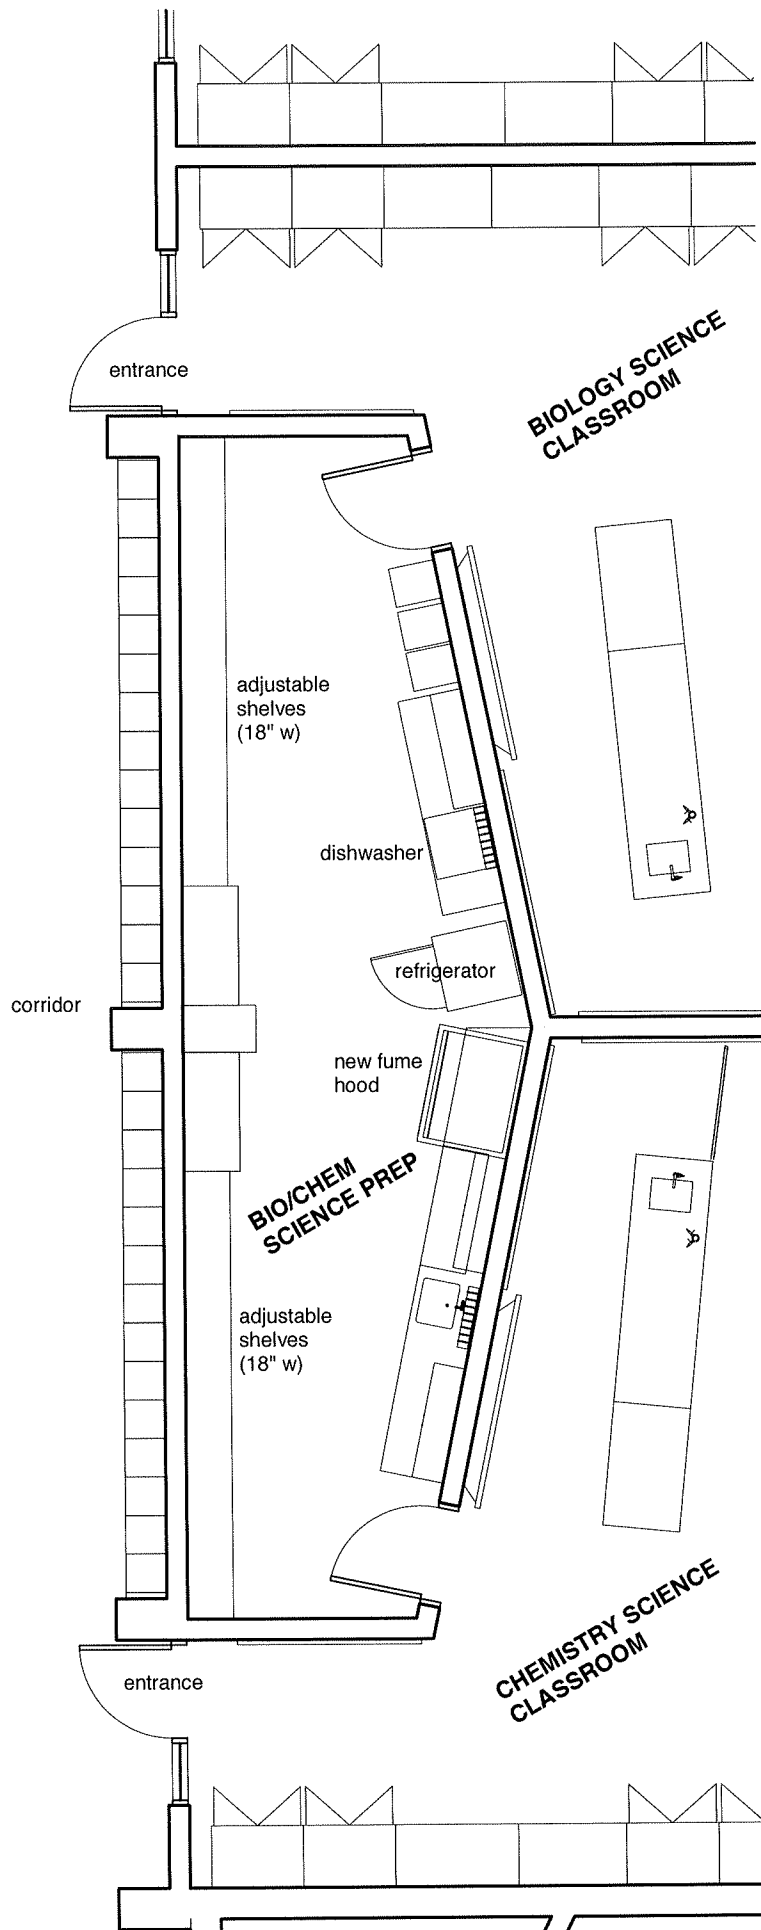 entrance
BIOLOGY SCIENCE
CLASSROOM
adjustable
shelves
(18" w)
dishwasher
refrigerator
corridor
new fume
hood
BIO/CHEM
SCIENCE PREP
adjustable
shelves
(18" w)
CHEMISTRY SCIENCE
CLASSROOM
entrance